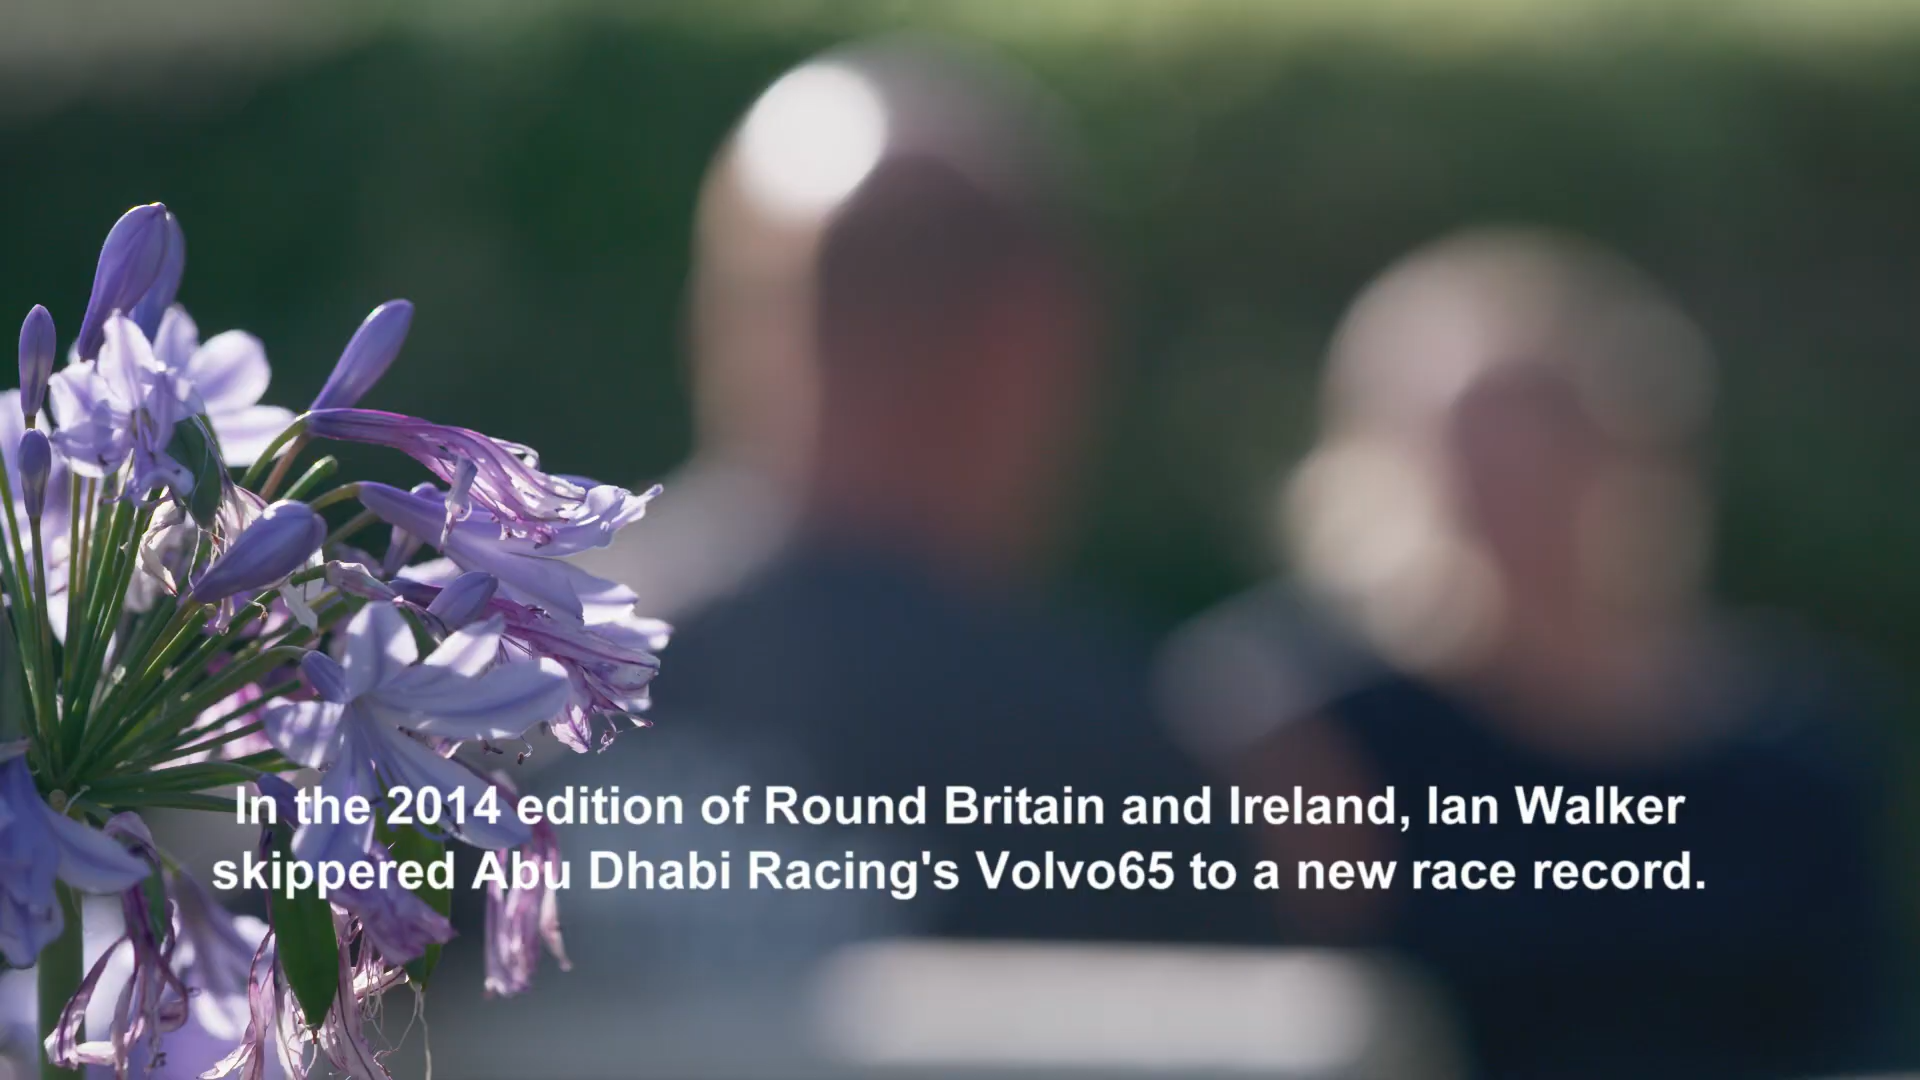 In the 2014 edition of Round Britain and Ireland, Ian Walker
skippered Abu Dhabi Racing's Volvo65 to a new race record.